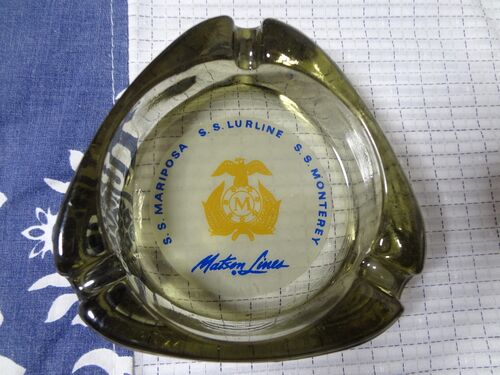 S.S. MARIPOSA S.S. LURLINE S.S. MONTEREY
M
Matson Lines